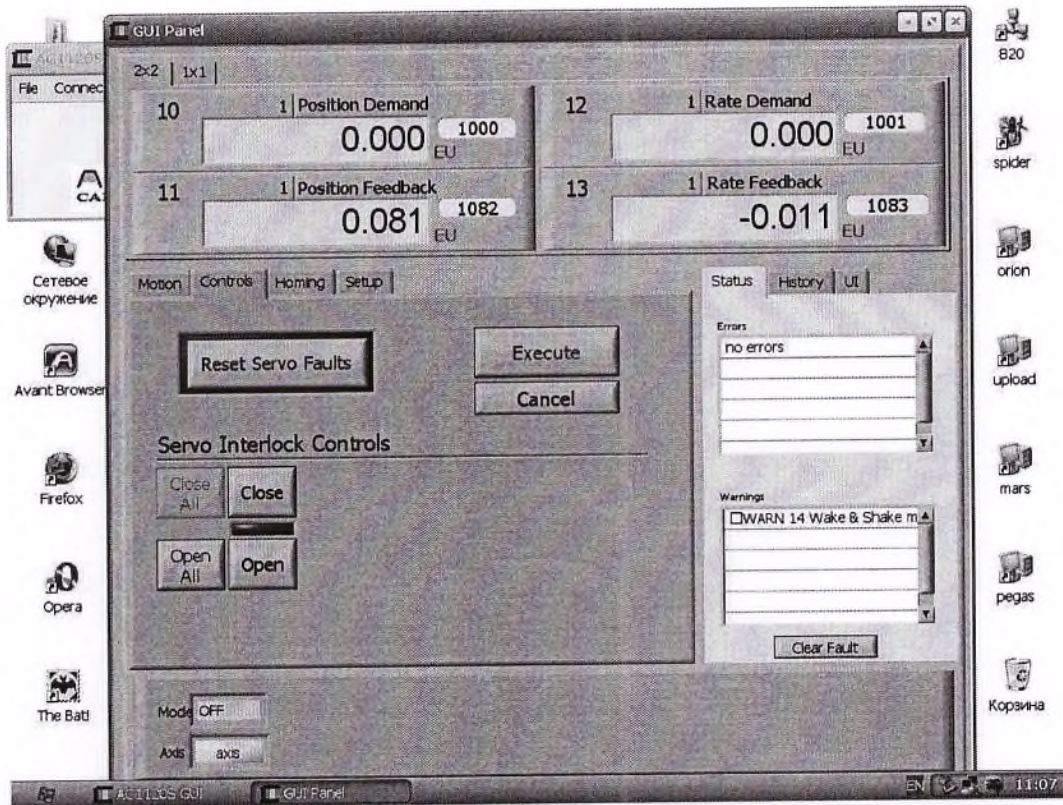 GUI Panel
820
AC1120S
File Connec
2x2 1x1
10
1 Position Demand
0.000
1000
EU
12
1 Rate Demand
0.000
1001
EU
11
1 Position Feedback
0.081
1082
EU
13
1 Rate Feedback
-0.011
1083
EU
spider
Сетевое
окружение
orion
Avant Browser
upload
Firefox
mars
Opera
pegas
The Bat!
Корзина
Motion Controls Homing Setup
Reset Servo Faults
Execute
Cancel
Servo Interlock Controls
Close
All
Close
Open
All
Open
Status History UI
Errors
no errors
Warnings
WARN 14 Wake & Shake m
Clear Fault
Mode OFF
Axis axis
AC1120S GUI
GUI Panel
EN
11:07